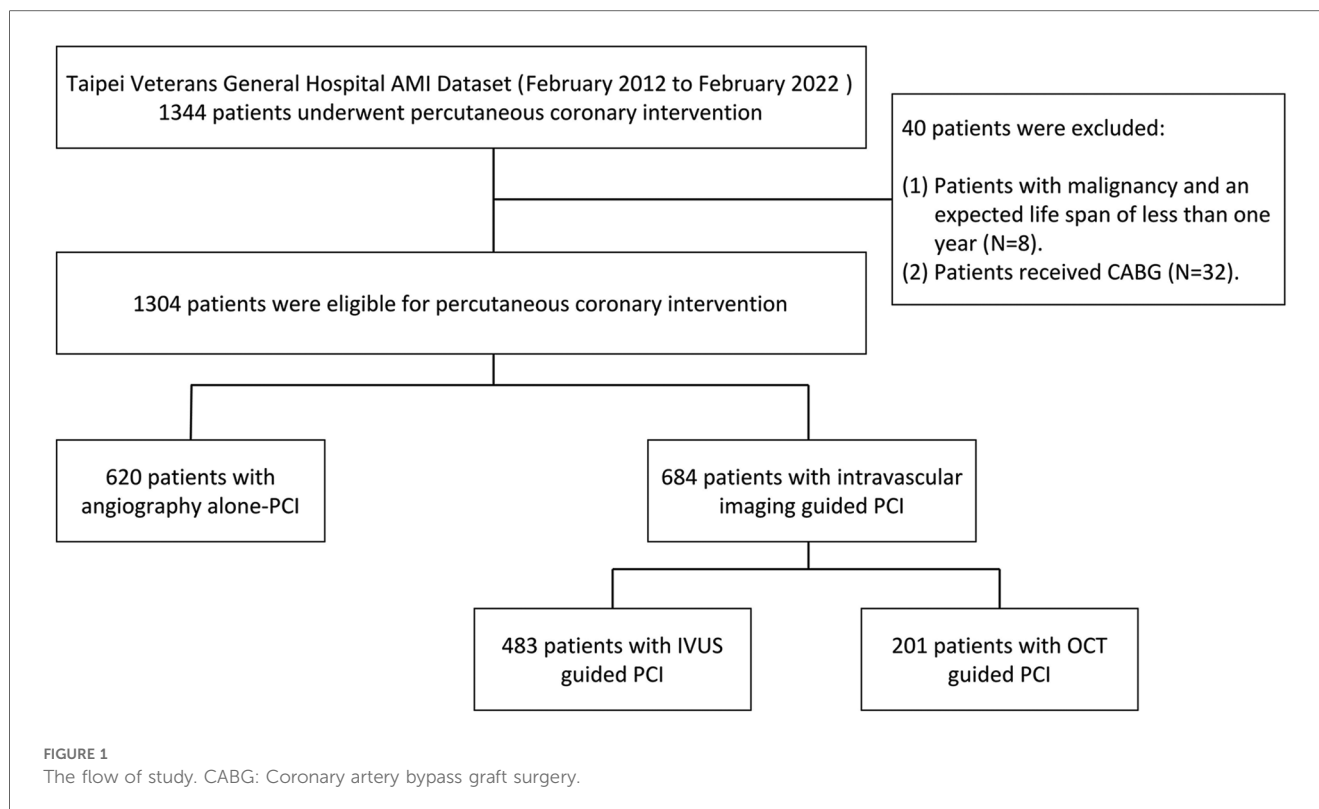 Taipei Veterans General Hospital AMI Dataset (February 2012 to February 2022 )
1344 patients underwent percutaneous coronary intervention
40 patients were excluded:
(1) Patients with malignancy and an
expected life span of less than one
year (N=8).
(2) Patients received CABG (N=32).
1304 patients were eligible for percutaneous coronary intervention
620 patients with
angiography alone-PCI
684 patients with intravascular
imaging guided PCI
483 patients with IVUS
guided PCI
201 patients with OCT
guided PCI
FIGURE 1
The flow of study. CABG: Coronary artery bypass graft surgery.